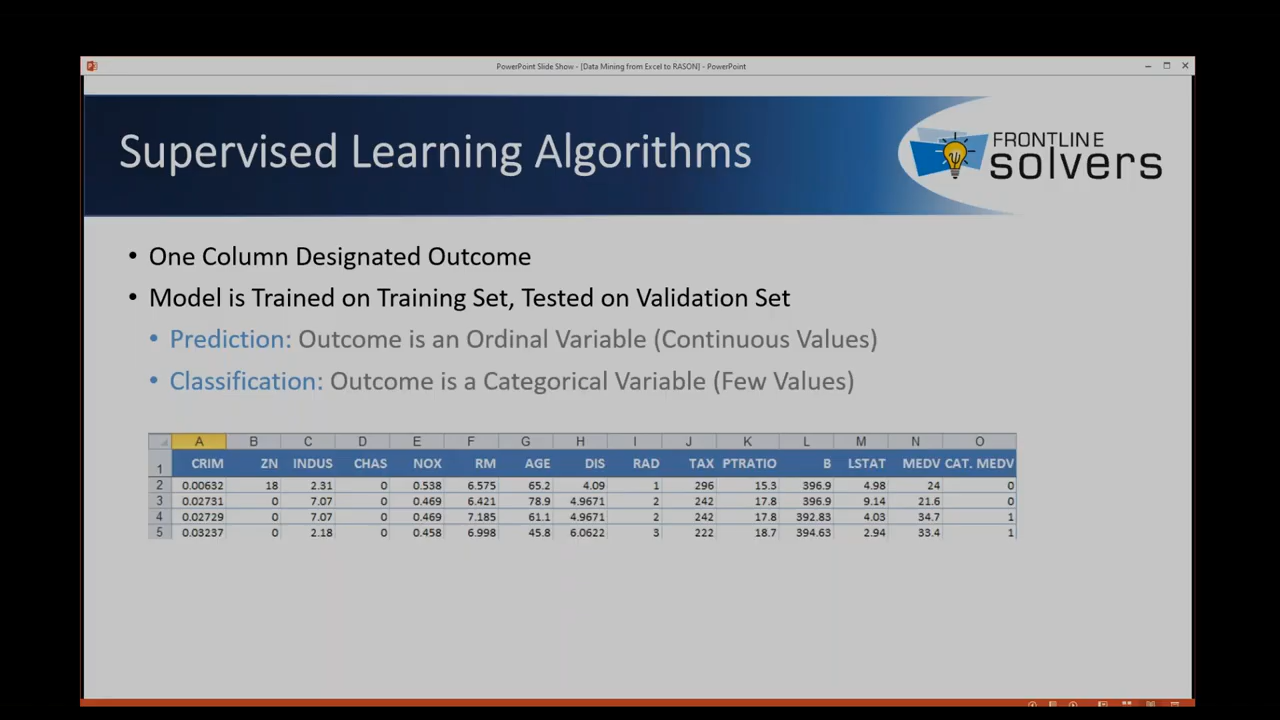 PowerPoint Slide Show - [Data Mining from Excel to RASON] - PowerPoint
Supervised Learning Algorithms
FRONTLINE
solvers
• One Column Designated Outcome
• Model is Trained on Training Set, Tested on Validation Set
• Prediction: Outcome is an Ordinal Variable (Continuous Values)
• Classification: Outcome is a Categorical Variable (Few Values)
A B C D E F G H I J K L M N O
1 CRIM ZN INDUS CHAS NOX RM AGE DIS RAD TAX PTRATIO B LSTAT MEDV CAT. MEDV
2 0.00632 18 2.31 0 0.538 6.575 65.2 4.09 1 296 15.3 396.9 4.98 24 0
3 0.02731 0 7.07 0 0.469 6.421 78.9 4.9671 2 242 17.8 396.9 9.14 21.6 0
4 0.02729 0 7.07 0 0.469 7.185 61.1 4.9671 2 242 17.8 392.83 4.03 34.7 1
5 0.03237 0 2.18 0 0.458 6.998 45.8 6.0622 3 222 18.7 394.63 2.94 33.4 1